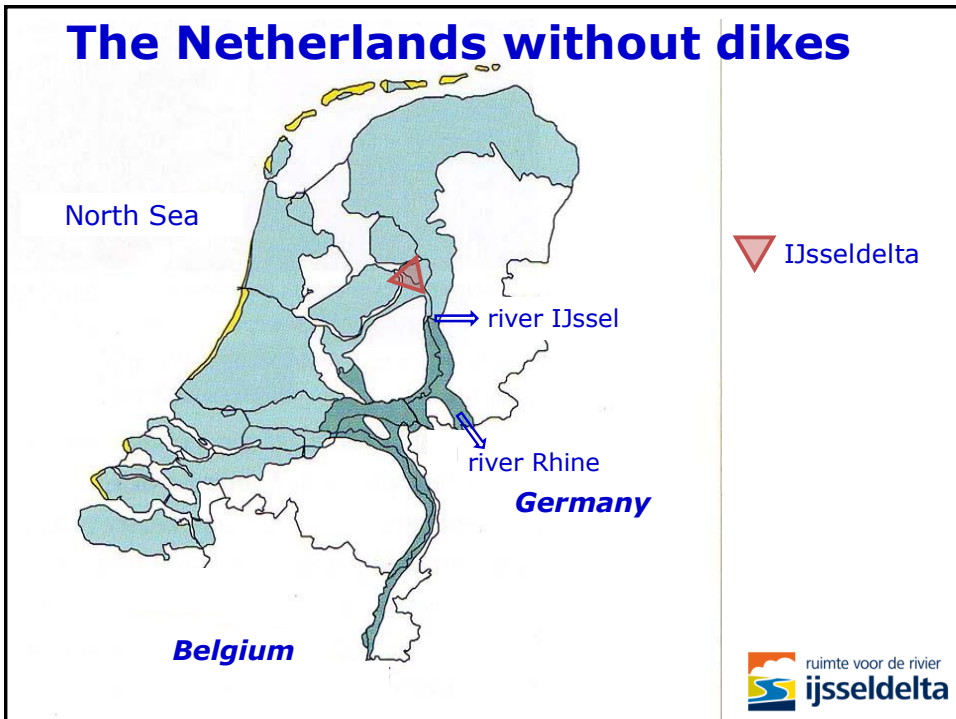 The Netherlands without dikes
North Sea
IJsseldelta
river IJssel
river Rhine
Germany
Belgium
ruimte voor de rivier
ijsseldelta